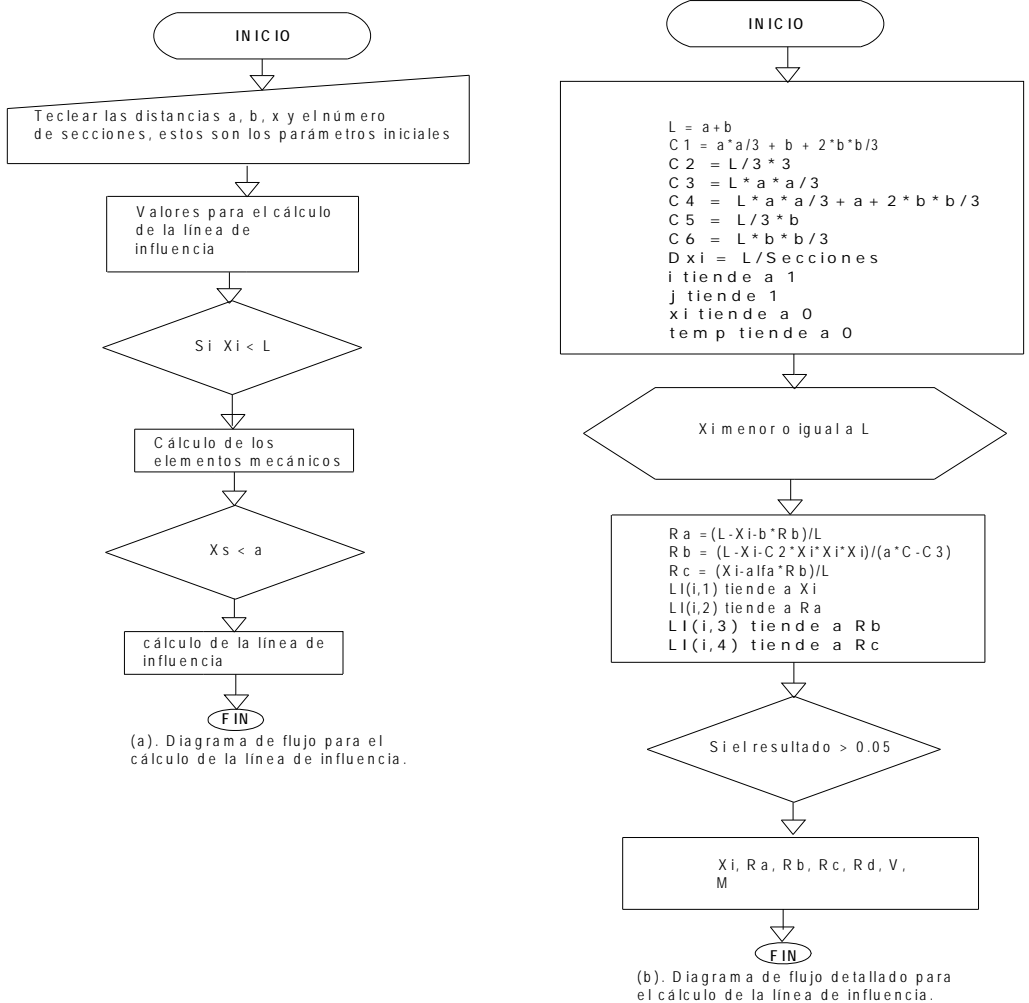 INICIO
Teclear las distancias a, b, x y el número
de secciones, estos son los parámetros iniciales
Valores para el cálculo
de la línea de
influencia
Si Xi < L
Cálculo de los
elementos mecánicos
Xs < a
cálculo de la línea de
influencia
FIN
(a). Diagrama de flujo para el
cálculo de la línea de influencia.
INICIO
L = a+b
C1 = a*a/3 + b + 2*b*b/3
C2 = L/3*3
C3 = L*a*a/3
C4 = L*a*a/3+a+2*b*b/3
C5 = L/3*b
C6 = L*b*b/3
Dxi = L/Secciones
i tiende a 1
j tiende 1
xi tiende a 0
temp tiende a 0
Xi menor o igual a L
Ra =(L-Xi-b*Rb)/L
Rb = (L-Xi-C2*Xi*Xi*Xi)/(a*C-C3)
Rc = (Xi-alfa*Rb)/L
LI(i,1) tiende a Xi
LI(i,2) tiende a Ra
LI(i,3) tiende a Rb
LI(i,4) tiende a Rc
Si el resultado > 0.05
Xi, Ra, Rb, Rc, Rd, V,
M
FIN
(b). Diagrama de flujo detallado para
el cálculo de la línea de influencia.